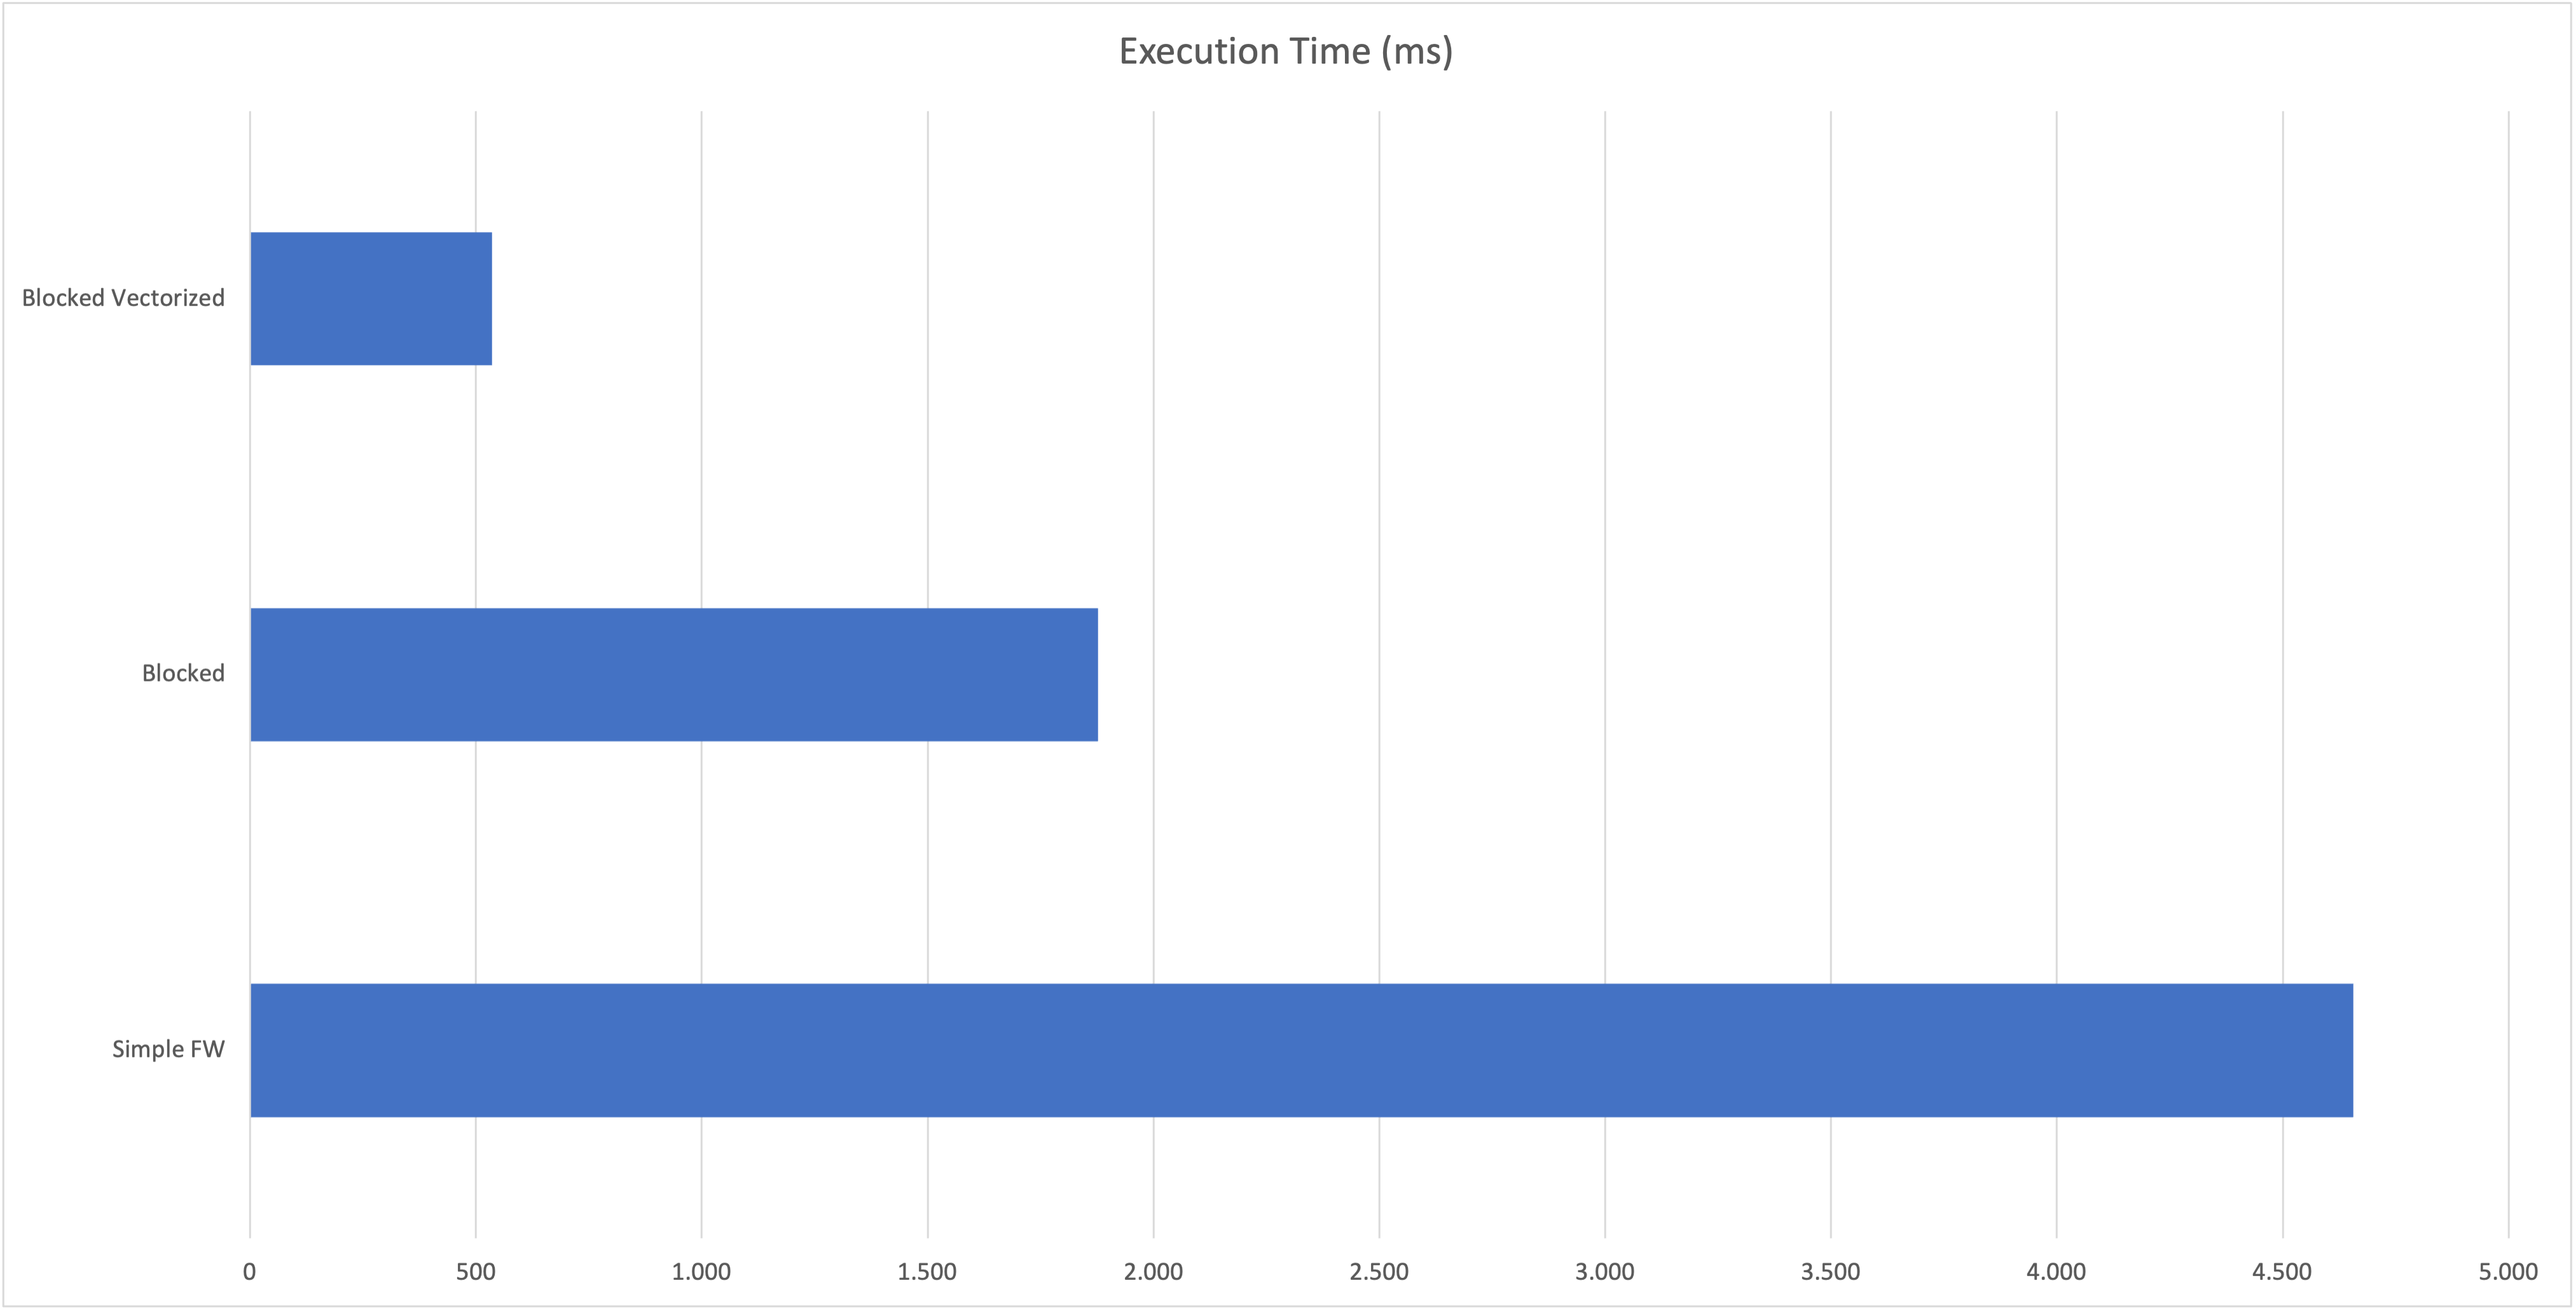 Execution Time (ms)
Blocked Vectorized
Blocked
Simple FW
0 500 1.000 1.500 2.000 2.500 3.000 3.500 4.000 4.500 5.000